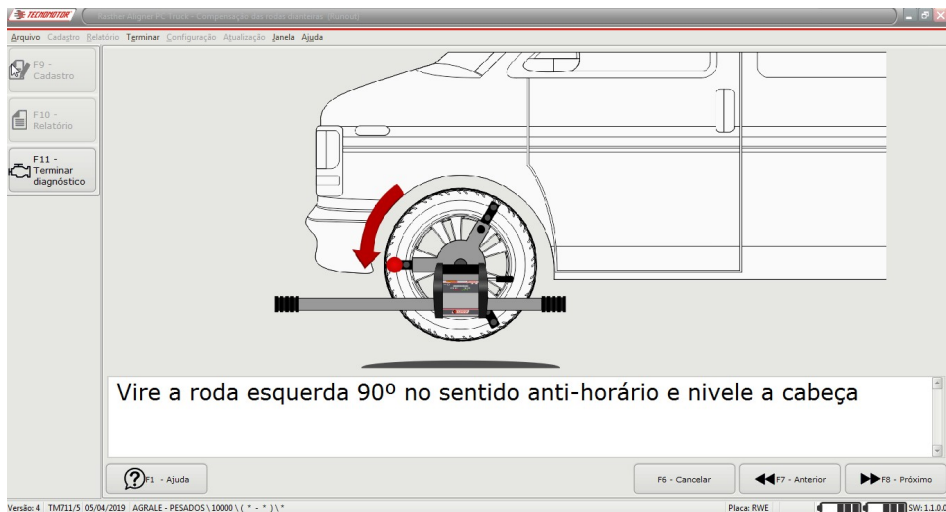 TECNOMOTOR
Rasther Aligner PC Truck - Compensação das rodas dianteiras (Runout)
Arquivo Cadastro Relatório Terminar Configuração Atualização Janela Ajuda
F9 -
Cadastro
F10 -
Relatório
F11 -
Terminar
diagnóstico
Vire a roda esquerda 90º no sentido anti-horário e nivele a cabeça
F1 - Ajuda
F6 - Cancelar
F7 - Anterior
F8 - Próximo
Versão: 4 TM711/5 05/04/2019 AGRALE - PESADOS \ 10000 \ ( * - * ) \ *
Placa: RWE
SW: 1.1.0.0